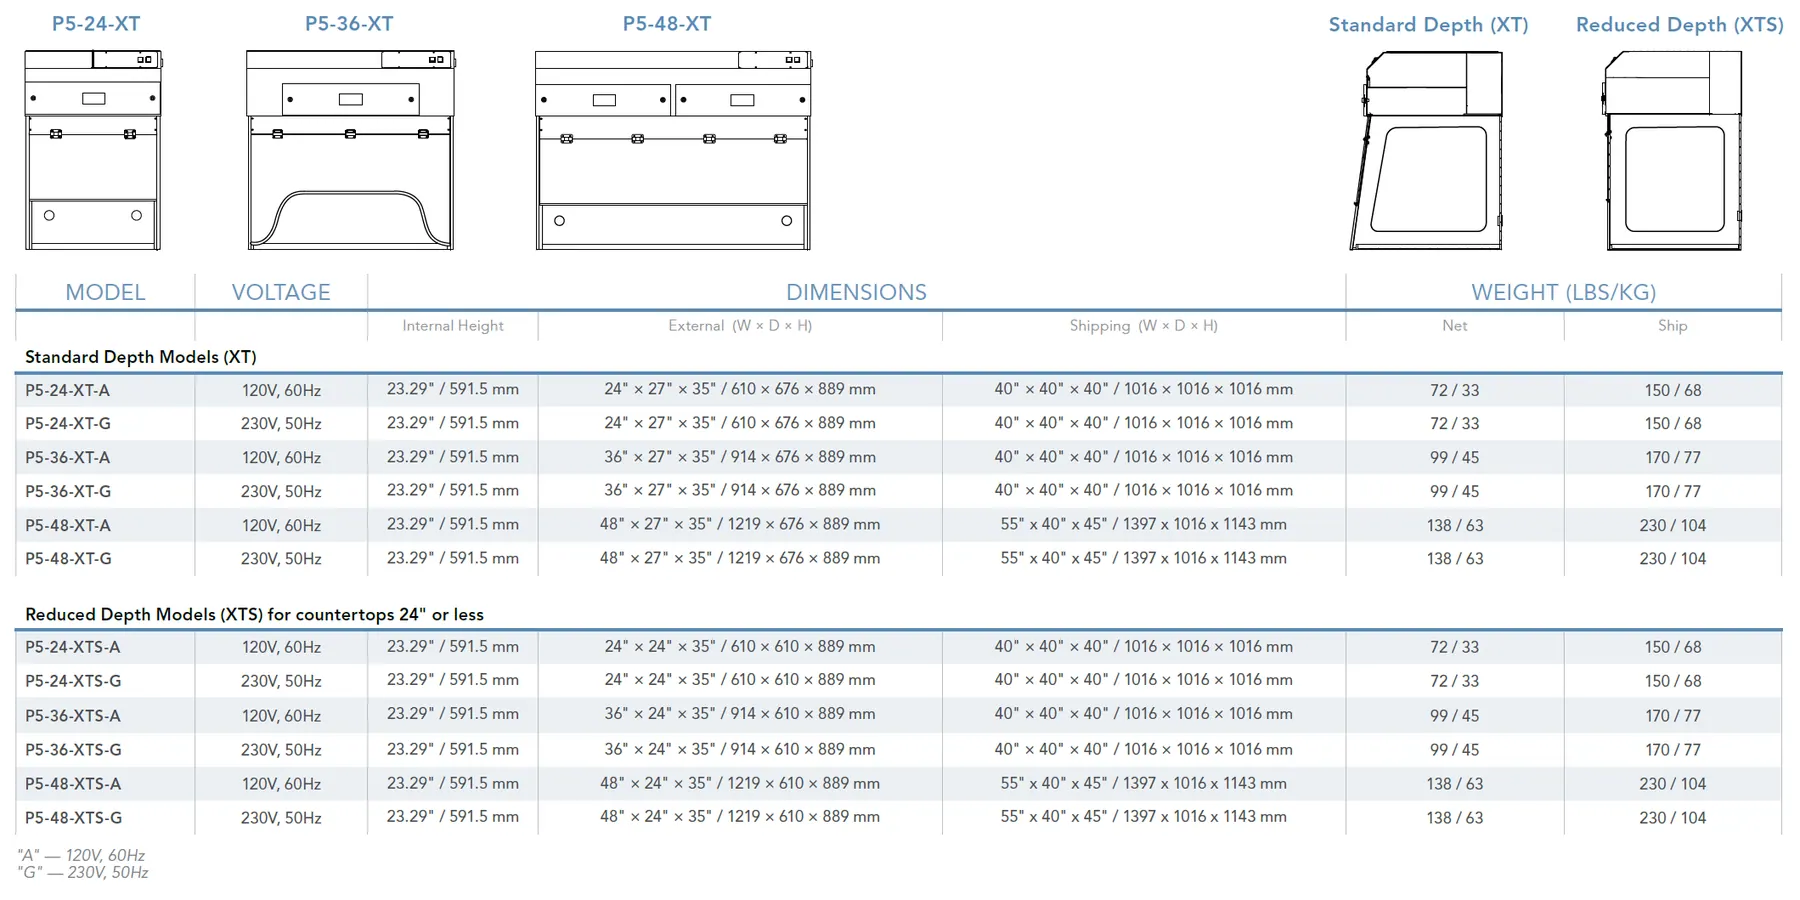 P5-24-XT P5-36-XT P5-48-XT Standard Depth (XT) Reduced Depth (XTS)
MODEL VOLTAGE DIMENSIONS WEIGHT (LBS/KG)
Internal Height External (W × D × H) Shipping (W × D × H) Net Ship
Standard Depth Models (XT)
P5-24-XT-A 120V, 60Hz 23.29" / 591.5 mm 24" × 27" × 35" / 610 × 676 × 889 mm 40" × 40" × 40" / 1016 × 1016 × 1016 mm 72 / 33 150 / 68
P5-24-XT-G 230V, 50Hz 23.29" / 591.5 mm 24" × 27" × 35" / 610 × 676 × 889 mm 40" × 40" × 40" / 1016 × 1016 × 1016 mm 72 / 33 150 / 68
P5-36-XT-A 120V, 60Hz 23.29" / 591.5 mm 36" × 27" × 35" / 914 × 676 × 889 mm 40" × 40" × 40" / 1016 × 1016 × 1016 mm 99 / 45 170 / 77
P5-36-XT-G 230V, 50Hz 23.29" / 591.5 mm 36" × 27" × 35" / 914 × 676 × 889 mm 40" × 40" × 40" / 1016 × 1016 × 1016 mm 99 / 45 170 / 77
P5-48-XT-A 120V, 60Hz 23.29" / 591.5 mm 48" × 27" × 35" / 1219 × 676 × 889 mm 55" x 40" x 45" / 1397 x 1016 x 1143 mm 138 / 63 230 / 104
P5-48-XT-G 230V, 50Hz 23.29" / 591.5 mm 48" × 27" × 35" / 1219 × 676 × 889 mm 55" x 40" x 45" / 1397 x 1016 x 1143 mm 138 / 63 230 / 104
Reduced Depth Models (XTS) for countertops 24" or less
P5-24-XTS-A 120V, 60Hz 23.29" / 591.5 mm 24" × 24" × 35" / 610 × 610 × 889 mm 40" × 40" × 40" / 1016 × 1016 × 1016 mm 72 / 33 150 / 68
P5-24-XTS-G 230V, 50Hz 23.29" / 591.5 mm 24" × 24" × 35" / 610 × 610 × 889 mm 40" × 40" × 40" / 1016 × 1016 × 1016 mm 72 / 33 150 / 68
P5-36-XTS-A 120V, 60Hz 23.29" / 591.5 mm 36" × 24" × 35" / 914 × 610 × 889 mm 40" × 40" × 40" / 1016 × 1016 × 1016 mm 99 / 45 170 / 77
P5-36-XTS-G 230V, 50Hz 23.29" / 591.5 mm 36" × 24" × 35" / 914 × 610 × 889 mm 40" × 40" × 40" / 1016 × 1016 × 1016 mm 99 / 45 170 / 77
P5-48-XTS-A 120V, 60Hz 23.29" / 591.5 mm 48" × 24" × 35" / 1219 × 610 × 889 mm 55" x 40" x 45" / 1397 x 1016 x 1143 mm 138 / 63 230 / 104
P5-48-XTS-G 230V, 50Hz 23.29" / 591.5 mm 48" × 24" × 35" / 1219 × 610 × 889 mm 55" x 40" x 45" / 1397 x 1016 x 1143 mm 138 / 63 230 / 104
"A" — 120V, 60Hz
"G" — 230V, 50Hz